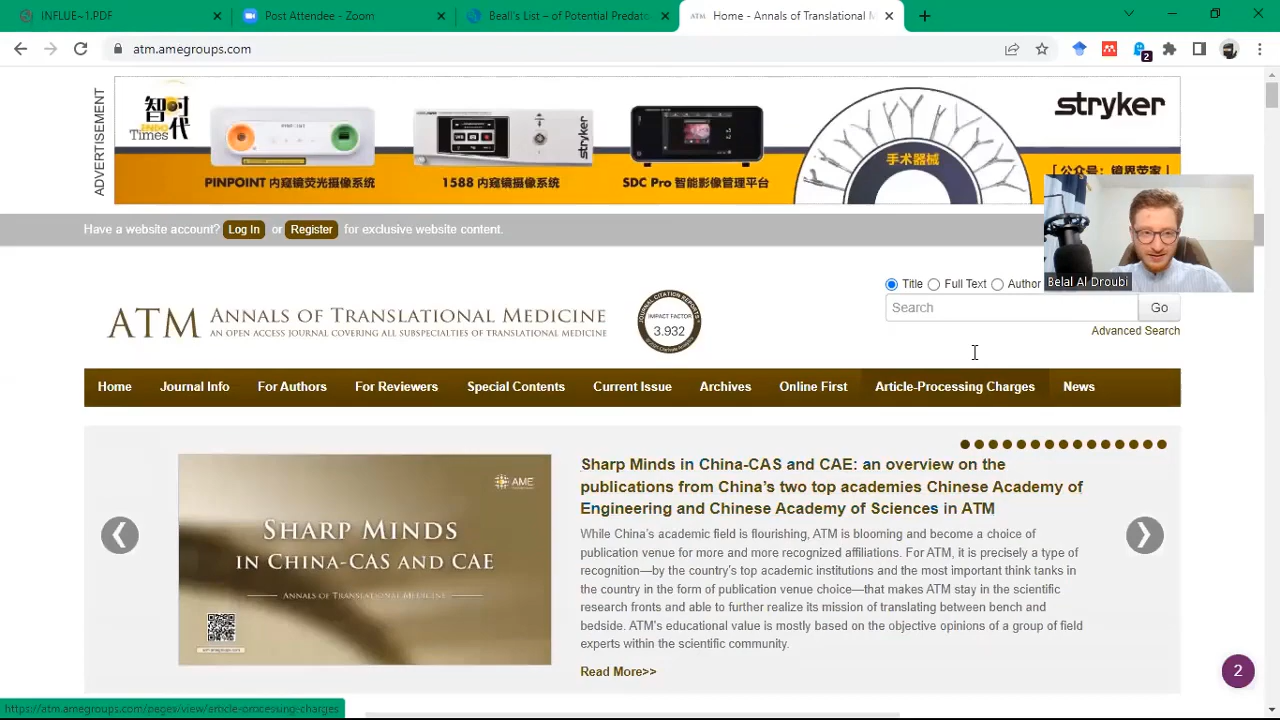 INFLUE~1.PDF
Post Attendee - Zoom
Beall's List – of Potential Predato
ATM
Home - Annals of Translational M
atm.amegroups.com
2
ADVERTISEMENT
智时代
Times
PINPOINT
stryker
stryker
手术器械
PINPOINT 内窥镜荧光摄像系统
1588 内窥镜摄像系统
SDC Pro 智能影像管理平台
Have a website account? Log In or Register for exclusive website content.
Belal Al Droubi
Title Full Text Author
Search
Go
Advanced Search
ATM ANNALS OF TRANSLATIONAL MEDICINE
AN OPEN ACCESS JOURNAL COVERING ALL SUBSPECIALTIES OF TRANSLATIONAL MEDICINE
JOURNAL CITATION REPORTS
IMPACT FACTOR
3.932
Home Journal Info For Authors For Reviewers Special Contents Current Issue Archives Online First Article-Processing Charges News
AME
SHARP MINDS
IN CHINA-CAS AND CAE
ANNALS OF TRANSLATIONAL MEDICINE
atm.amegroups.com
Sharp Minds in China-CAS and CAE: an overview on the
publications from China's two top academies Chinese Academy of
Engineering and Chinese Academy of Sciences in ATM
While China's academic field is flourishing, ATM is blooming and become a choice of
publication venue for more and more recognized affiliations. For ATM, it is precisely a type of
recognition—by the country's top academic institutions and the most important think tanks in
the country in the form of publication venue choice—that makes ATM stay in the scientific
research fronts and able to further realize its mission of translating between bench and
bedside. ATM's educational value is mostly based on the objective opinions of a group of field
experts within the scientific community.
Read More>>
2
https://atm.amegroups.com/pages/view/article-processing-charges